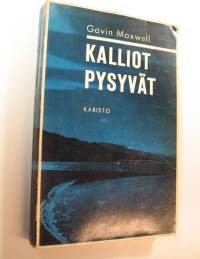 Gavin Maxwell
KALLIOT
PYSYVÄT
KARISTO